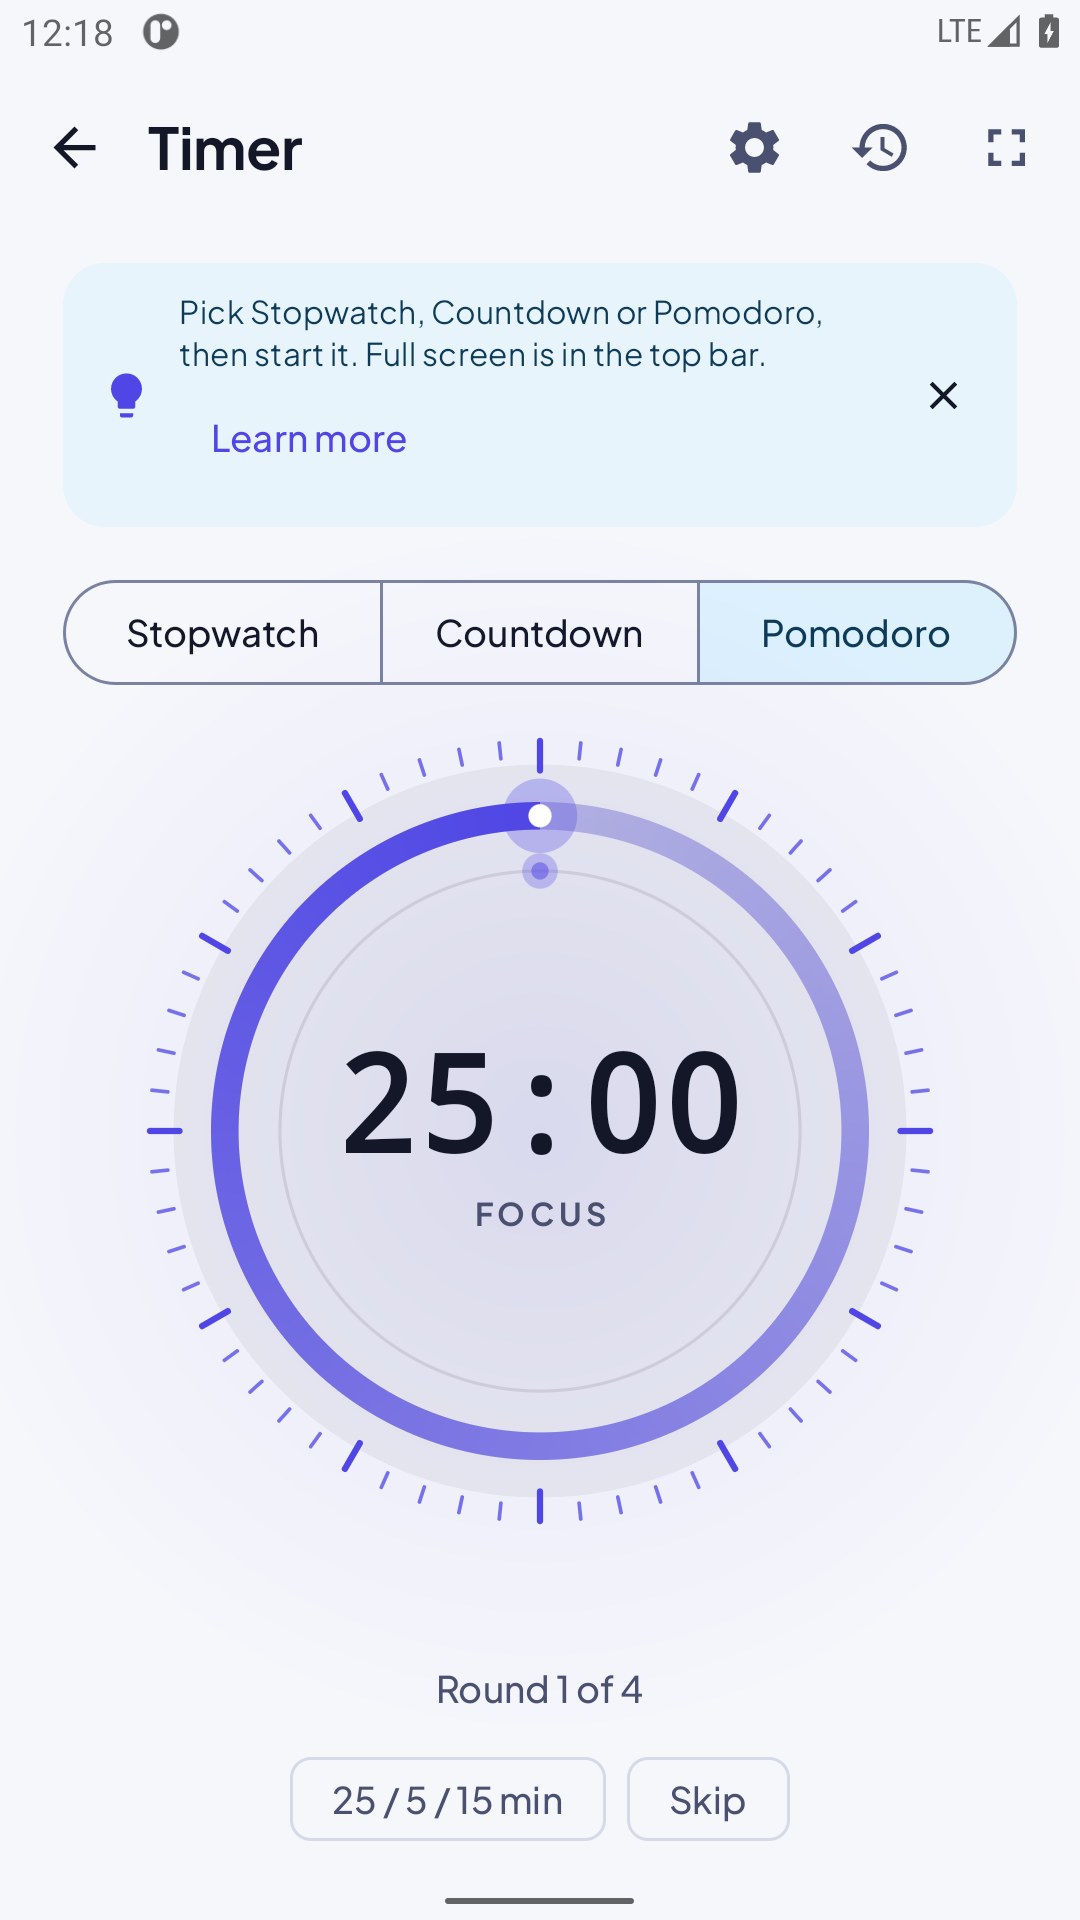 12:18
LTE
Timer
Pick Stopwatch, Countdown or Pomodoro,
then start it. Full screen is in the top bar.
Learn more
Stopwatch
Countdown
Pomodoro
25:00
FOCUS
Round 1 of 4
25 / 5 / 15 min
Skip